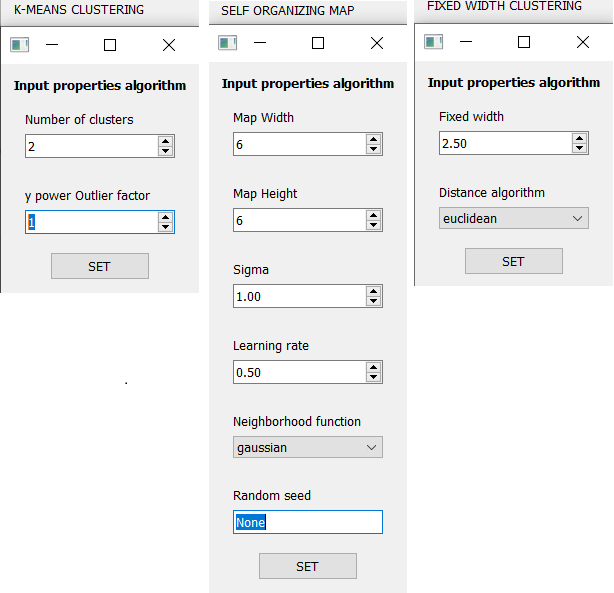 K-MEANS CLUSTERING
Input properties algorithm
Number of clusters
2
y power Outlier factor
1
SET
.
SELF ORGANIZING MAP
Input properties algorithm
Map Width
6
Map Height
6
Sigma
1.00
Learning rate
0.50
Neighborhood function
gaussian
Random seed
None
SET
FIXED WIDTH CLUSTERING
Input properties algorithm
Fixed width
2.50
Distance algorithm
euclidean
SET